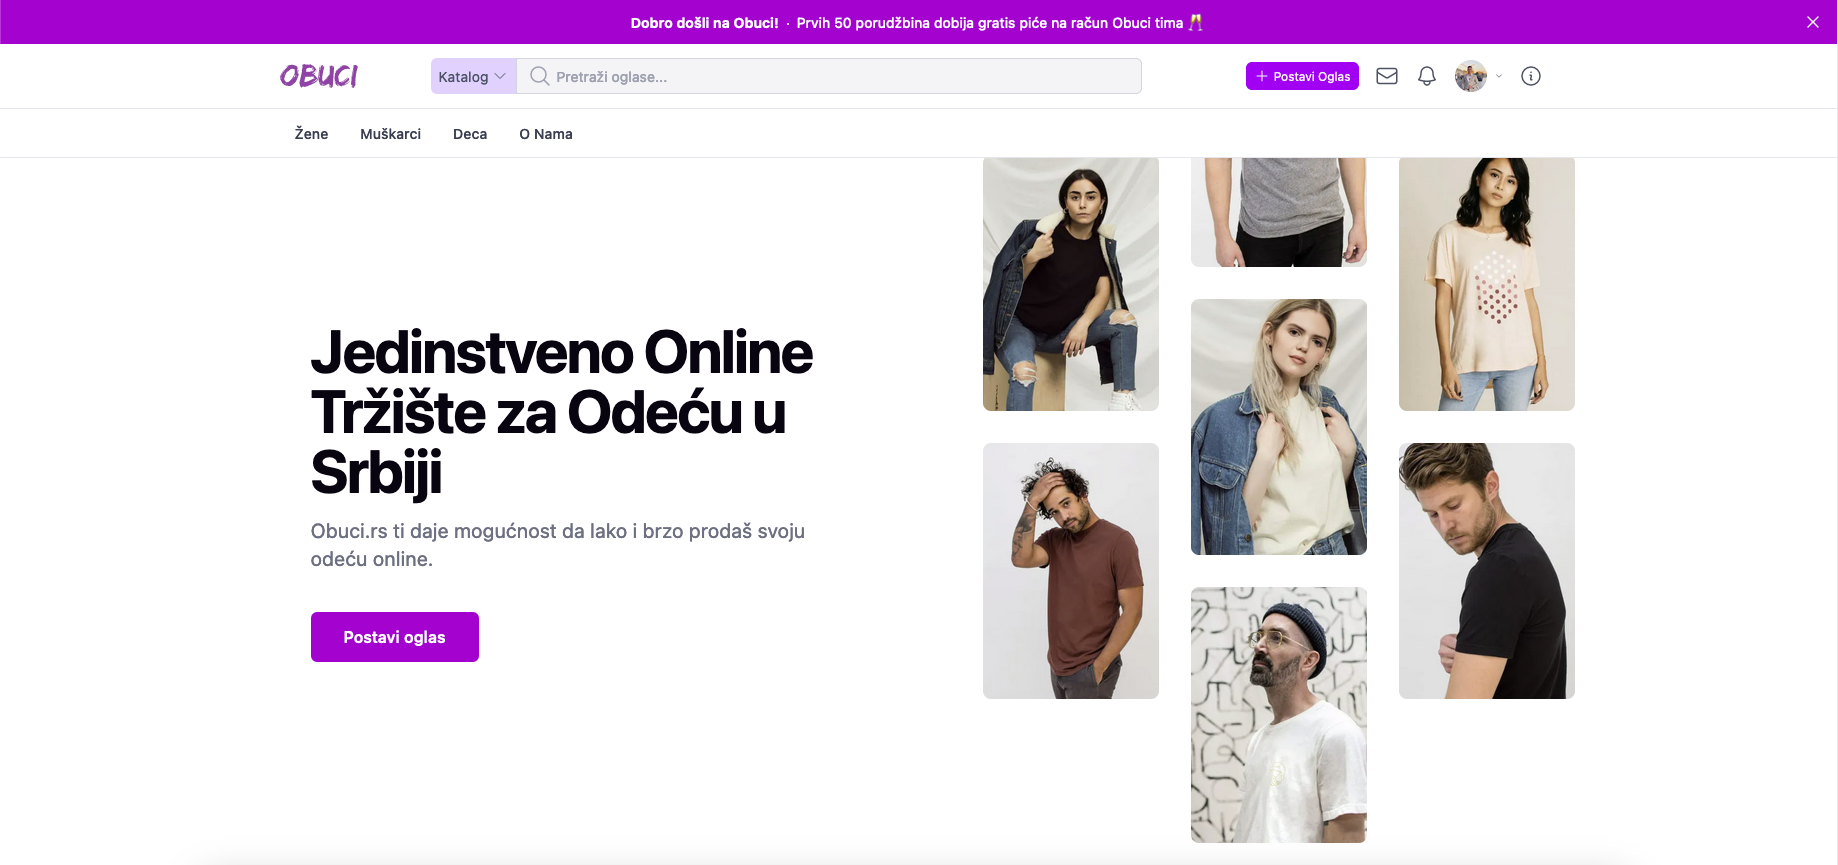 Dobro došli na Obuci! · Prvih 50 porudžbina dobija gratis piće na račun Obuci tima 🥂
OBUCI
Katalog
Pretraži oglase...
Postavi Oglas
Žene Muškarci Deca O Nama
Jedinstveno Online
Tržište za Odeću u
Srbiji
Obuci.rs ti daje mogućnost da lako i brzo prodaš svoju
odeću online.
Postavi oglas